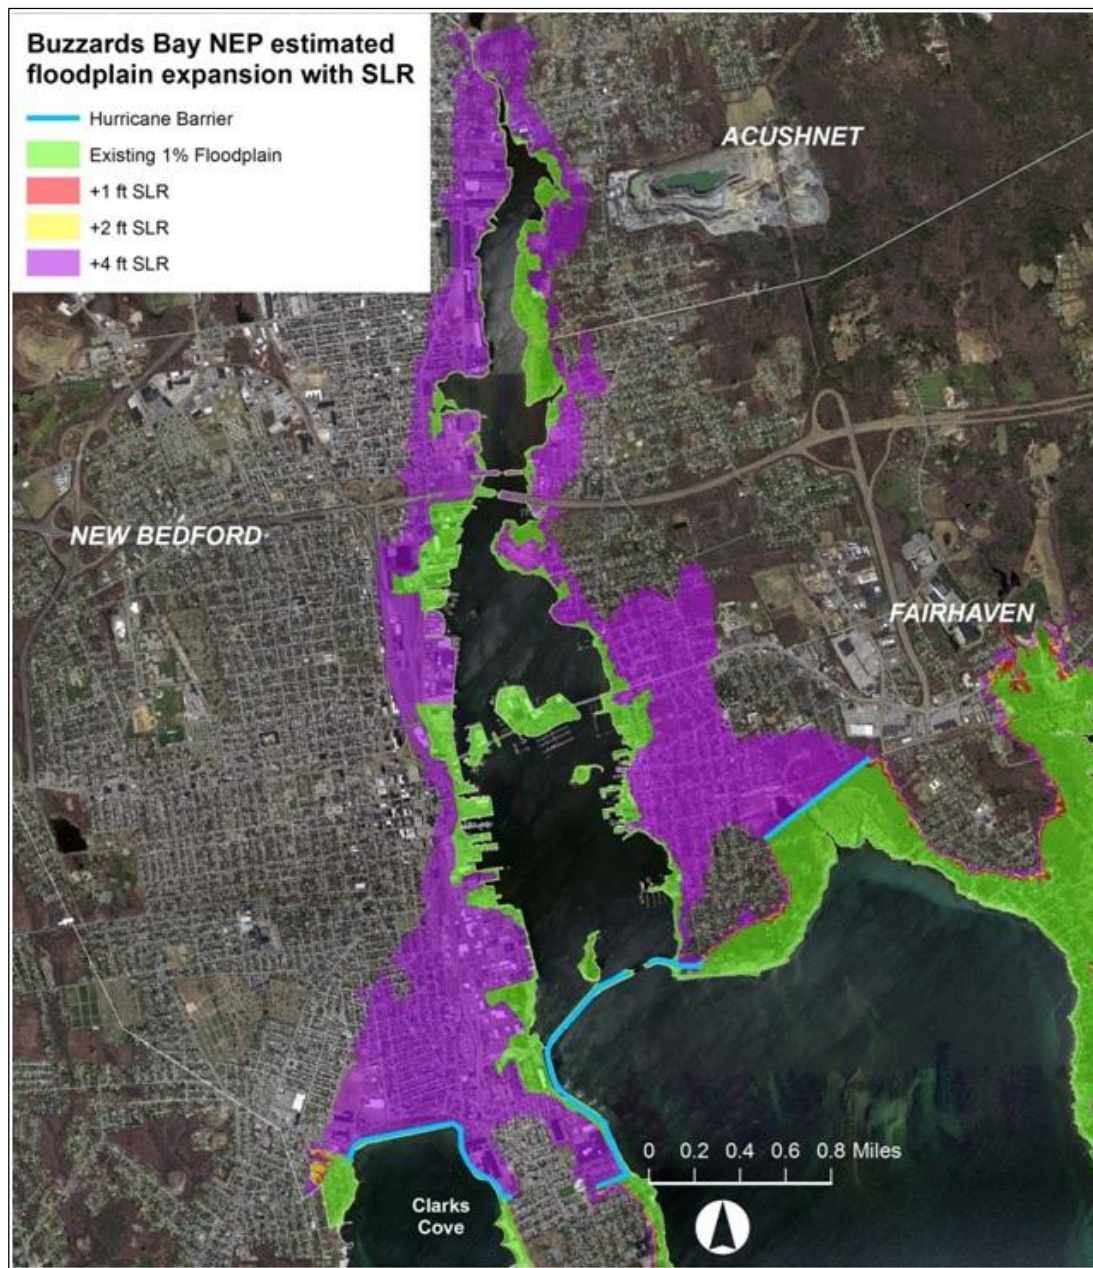 Buzzards Bay NEP estimated
floodplain expansion with SLR
Hurricane Barrier
Existing 1% Floodplain
+1 ft SLR
+2 ft SLR
+4 ft SLR
ACUSHNET
NEW BEDFORD
FAIRHAVEN
0 0.2 0.4 0.6 0.8 Miles
Clarks
Cove